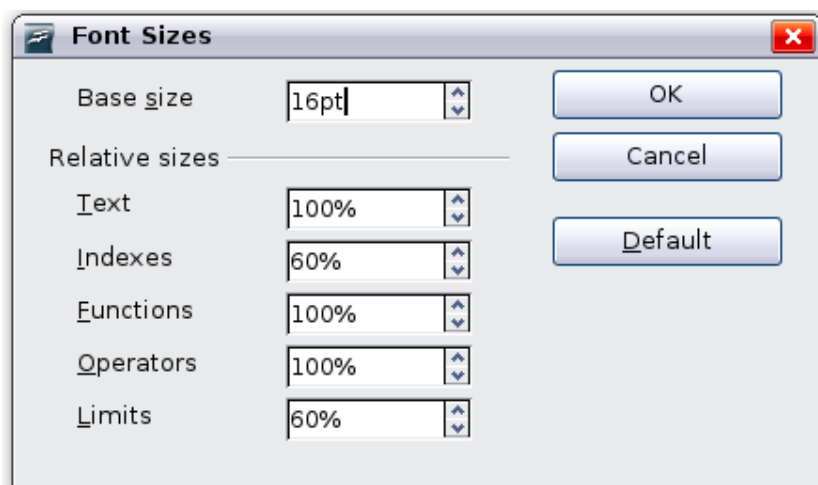 Font Sizes
Base size 16pt OK
Relative sizes Cancel
Text 100%
Default
Indexes 60%
Functions 100%
Operators 100%
Limits 60%